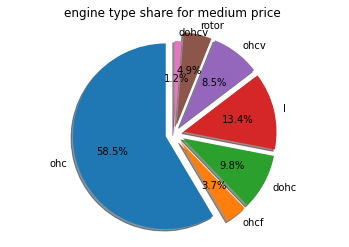 engine type share for medium price
dohcv
rotor
ohcv
l
dohc
ohcf
ohc
1.2%
4.9%
8.5%
13.4%
9.8%
3.7%
58.5%